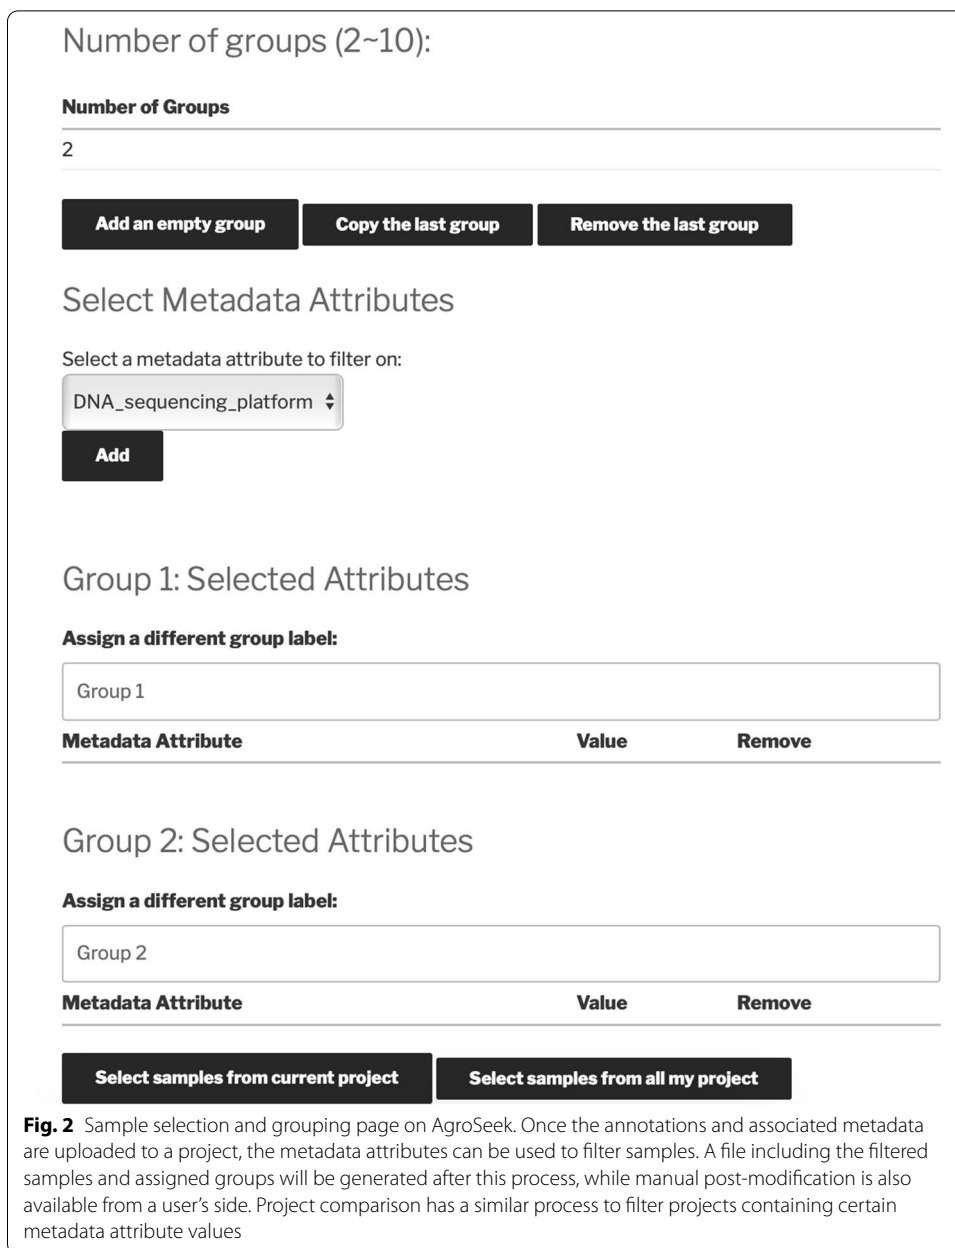 Number of groups (2~10):
Number of Groups
2
Add an empty group Copy the last group Remove the last group
Select Metadata Attributes
Select a metadata attribute to filter on:
DNA_sequencing_platform
Add
Group 1: Selected Attributes
Assign a different group label:
Group 1
Metadata Attribute Value Remove
Group 2: Selected Attributes
Assign a different group label:
Group 2
Metadata Attribute Value Remove
Select samples from current project Select samples from all my project
Fig. 2 Sample selection and grouping page on AgroSeek. Once the annotations and associated metadata
are uploaded to a project, the metadata attributes can be used to filter samples. A file including the filtered
samples and assigned groups will be generated after this process, while manual post-modification is also
available from a user’s side. Project comparison has a similar process to filter projects containing certain
metadata attribute values